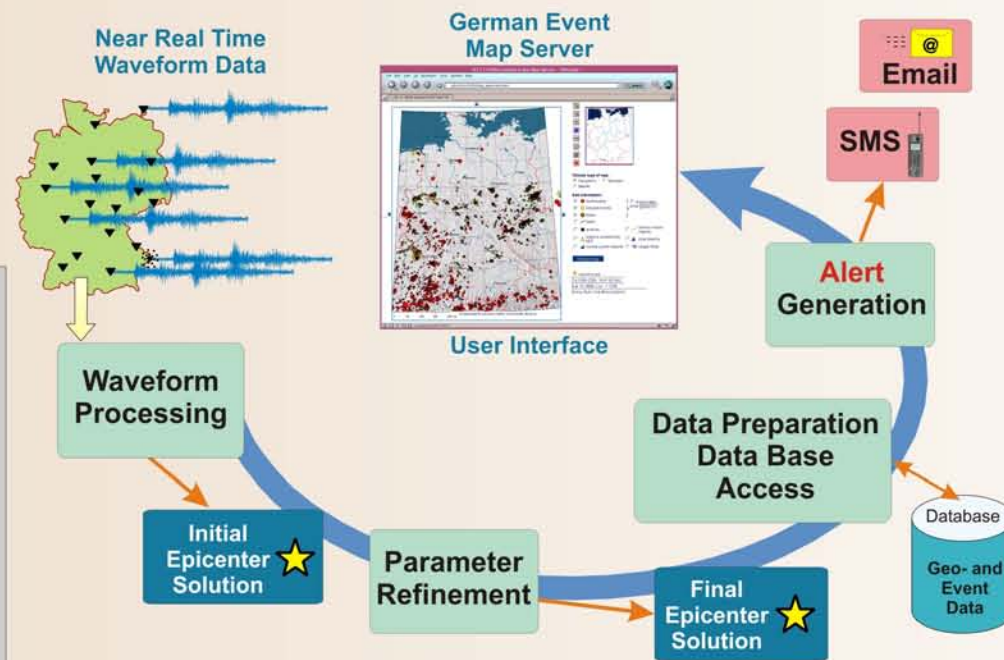 Near Real Time
Waveform Data
German Event
Map Server
User Interface
@
Email
SMS
Alert
Generation
Waveform
Processing
Initial
Epicenter
Solution
Parameter
Refinement
Final
Epicenter
Solution
Data Preparation
Data Base
Access
Database
Geo- and
Event
Data